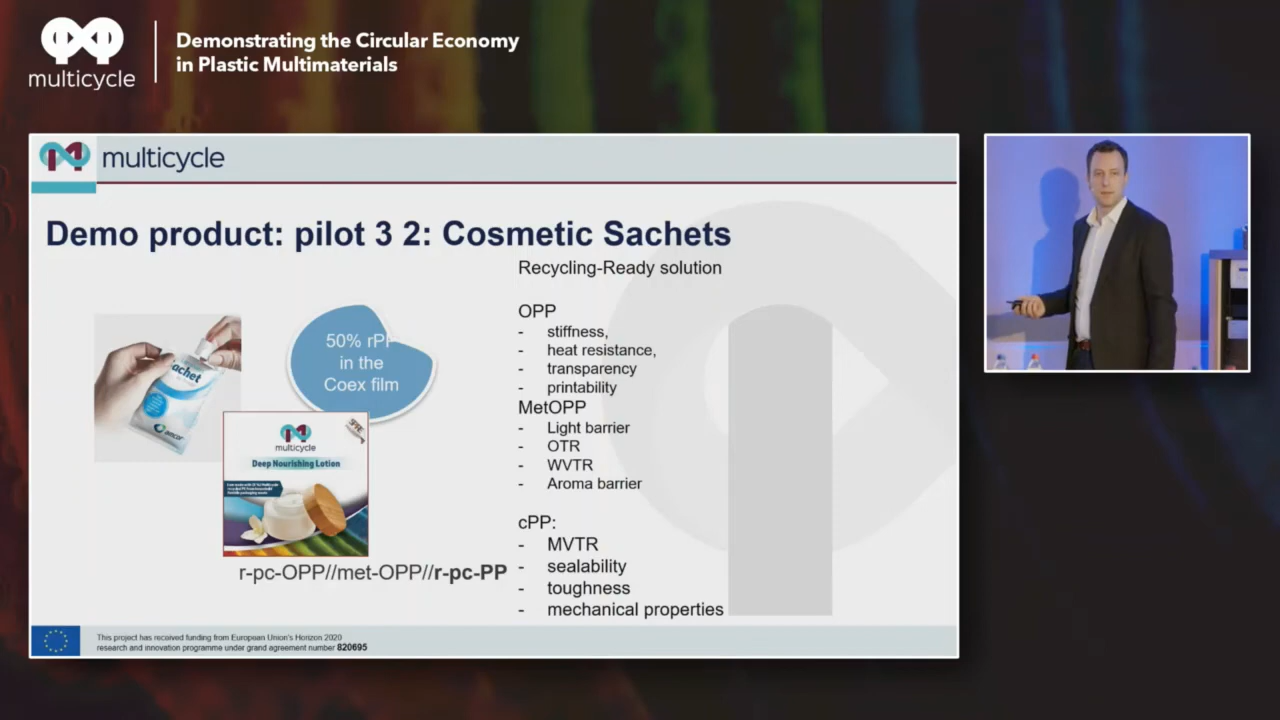 multicycle
Demonstrating the Circular Economy
in Plastic Multimaterials
multicycle
Demo product: pilot 3 2: Cosmetic Sachets
Recycling-Ready solution
50% rPP
in the
Coex film
OPP
- stiffness,
- heat resistance,
- transparency
- printability
MetOPP
- Light barrier
- OTR
- WVTR
- Aroma barrier
cPP:
- MVTR
- sealability
- toughness
- mechanical properties
achet
amcor
multicycle
Deep Nourishing Lotion
r-pc-OPP//met-OPP//r-pc-PP
This project has received funding from European Union's Horizon 2020
research and innovation programme under grant agreement number 820695